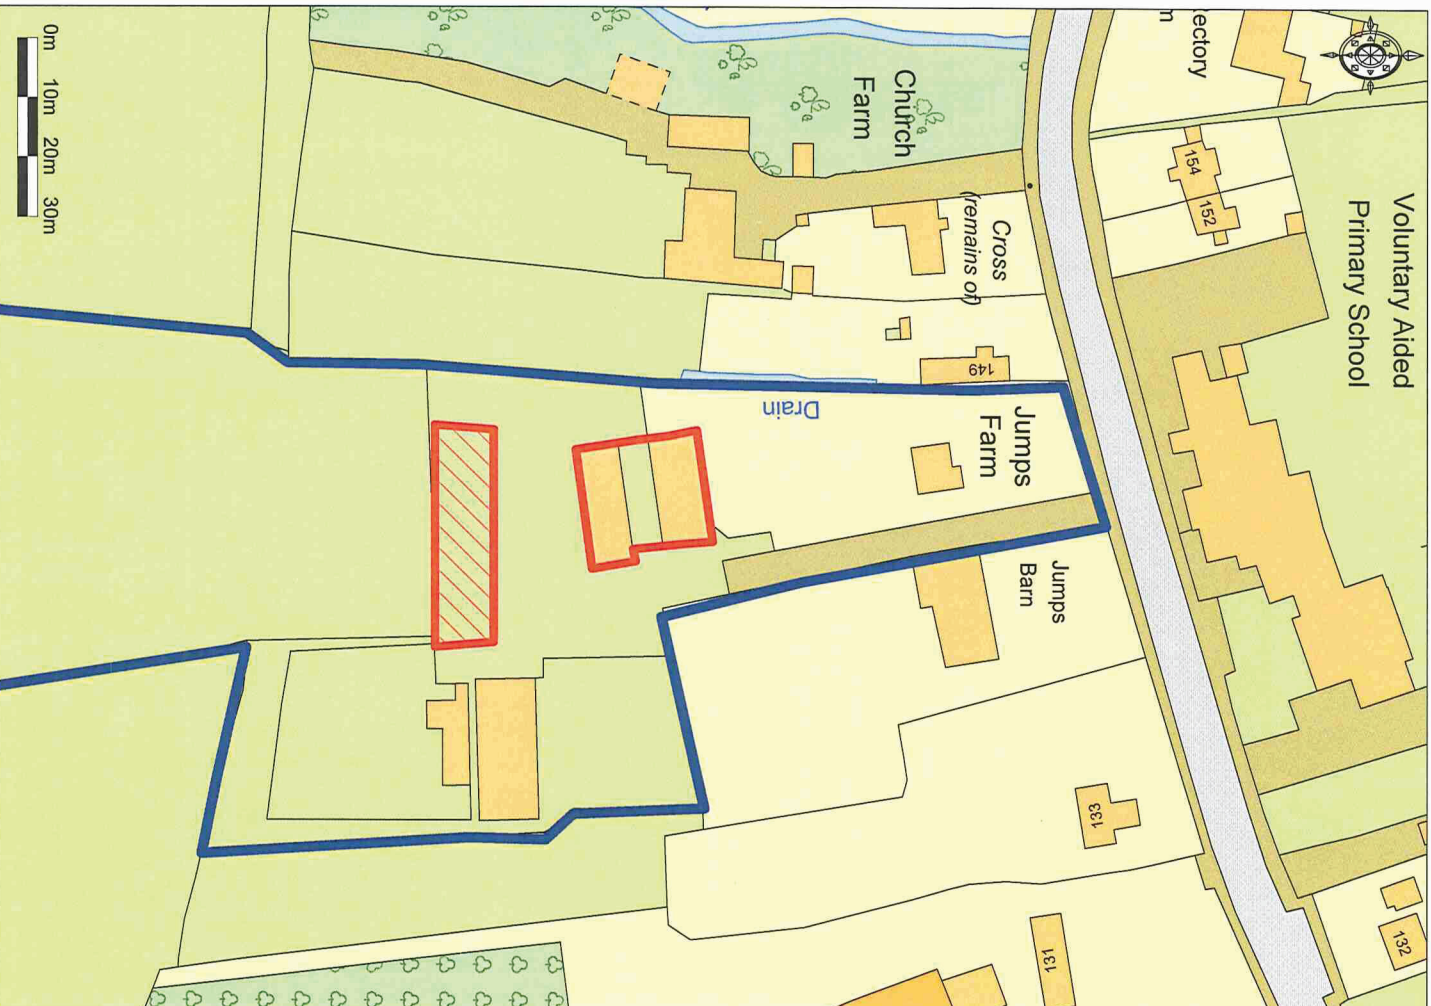 Voluntary Aided
Primary School
154
152
Church
Farm
Cross
(remains of)
149
Jumps
Farm
Drain
Jumps
Barn
133
131
132
0m
10m
20m
30m